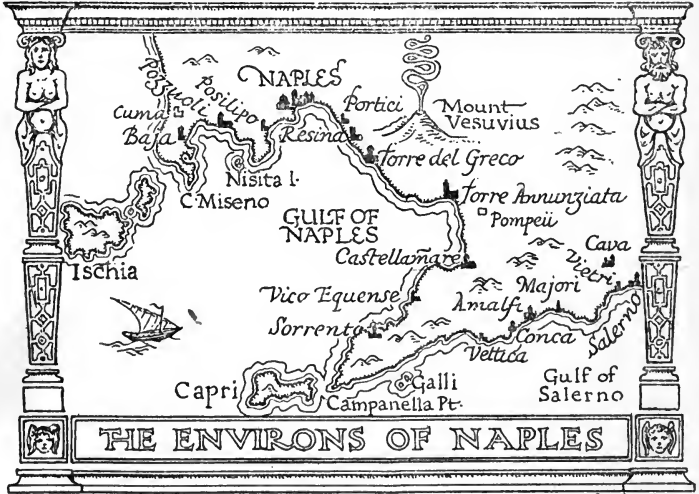 Pozzuoli
Posilipo
NAPLES
Cuma
Baja
Portici
Resina
Mount
Vesuvius
Torre del Greco
Nisita I.
C. Miseno
Torre Annunziata
Pompeii
GULF OF
NAPLES
Ischia
Castellamare
Cava
Vietri
Vico Equense
Majori
Amalfi
Salerno
Sorrento
Conca
Vettica
Capri
Galli
Campanella Pt.
Gulf of
Salerno
THE ENVIRONS OF NAPLES